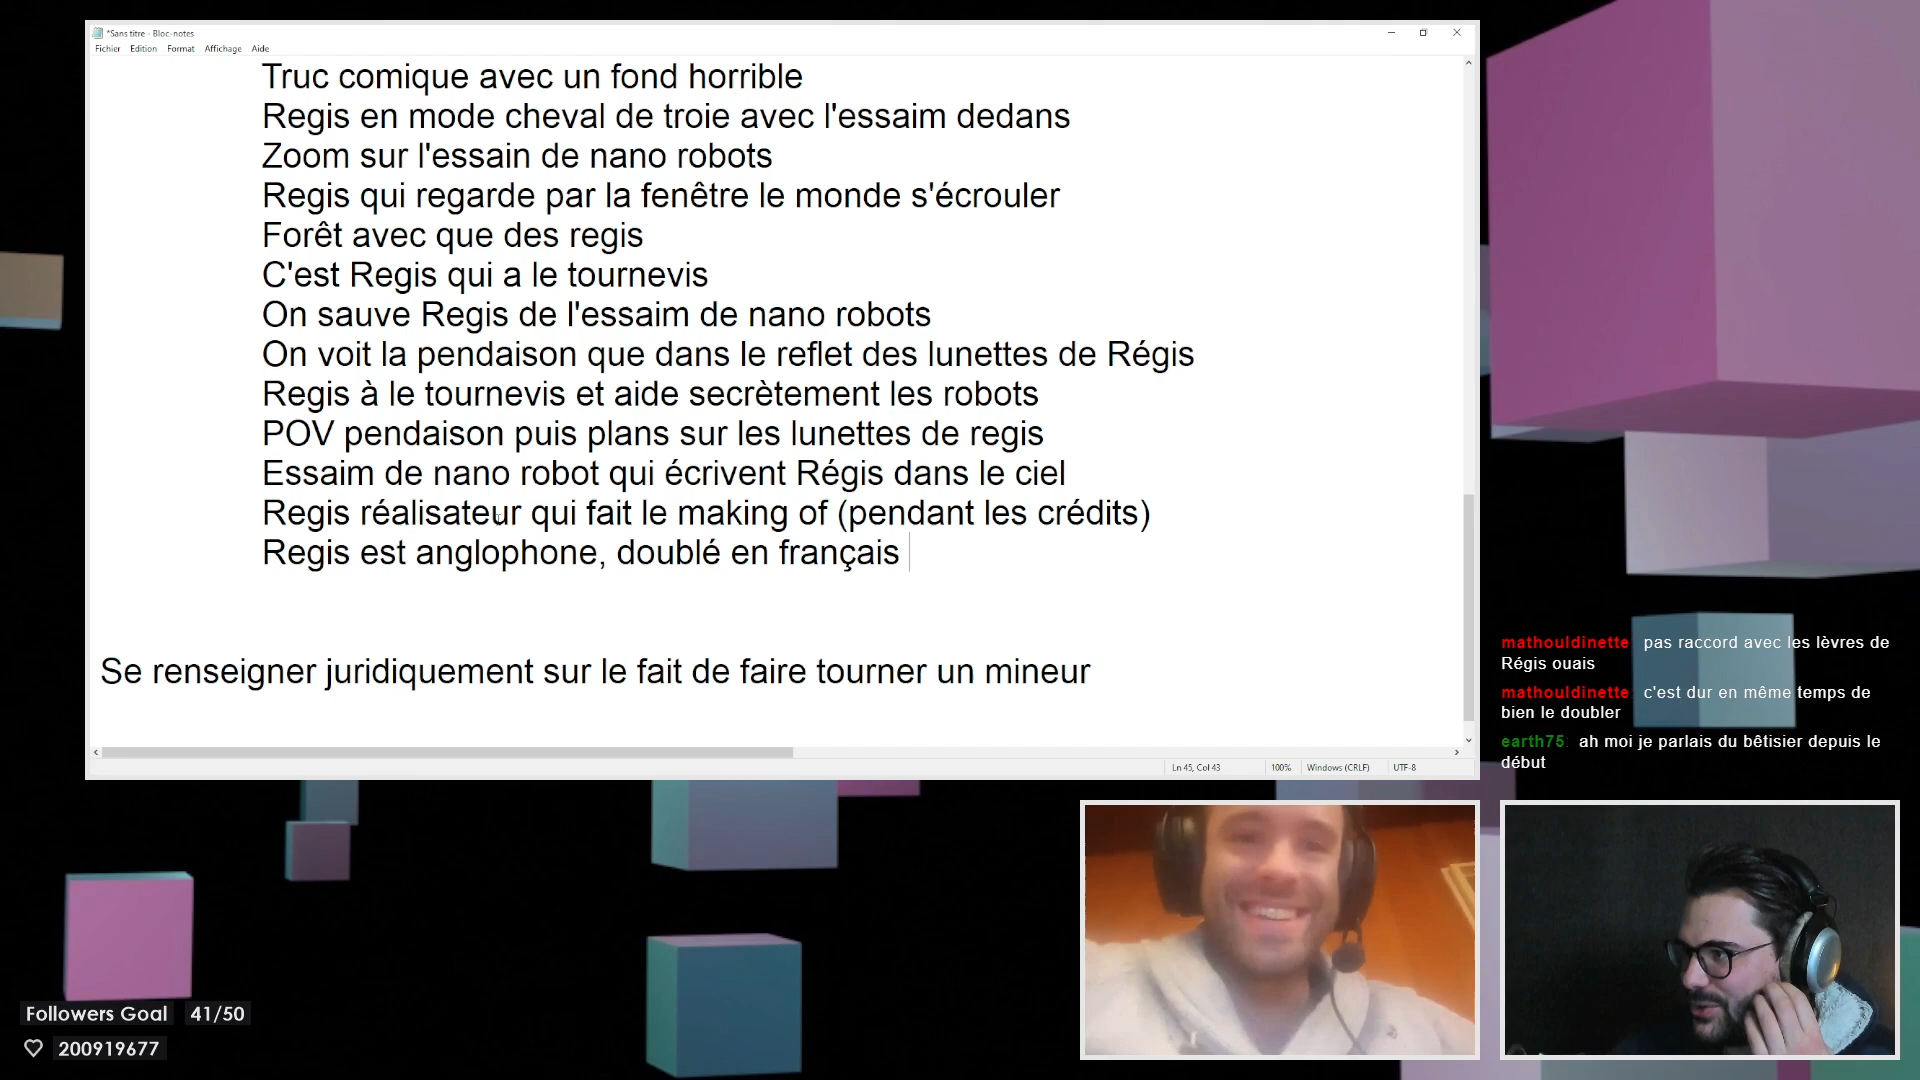 *Sans titre - Bloc-notes
Fichier Edition Format Affichage Aide
Truc comique avec un fond horrible
Regis en mode cheval de troie avec l'essaim dedans
Zoom sur l'essain de nano robots
Regis qui regarde par la fenêtre le monde s'écrouler
Forêt avec que des regis
C'est Regis qui a le tournevis
On sauve Regis de l'essaim de nano robots
On voit la pendaison que dans le reflet des lunettes de Régis
Regis à le tournevis et aide secrètement les robots
POV pendaison puis plans sur les lunettes de regis
Essaim de nano robot qui écrivent Régis dans le ciel
Regis réalisateur qui fait le making of (pendant les crédits)
Regis est anglophone, doublé en français
Se renseigner juridiquement sur le fait de faire tourner un mineur
Ln 45, Col 43 100% Windows (CRLF) UTF-8
mathouldinette pas raccord avec les lèvres de
Régis ouais
mathouldinette c'est dur en même temps de
bien le doubler
earth75: ah moi je parlais du bêtisier depuis le
début
Followers Goal 41/50
200919677